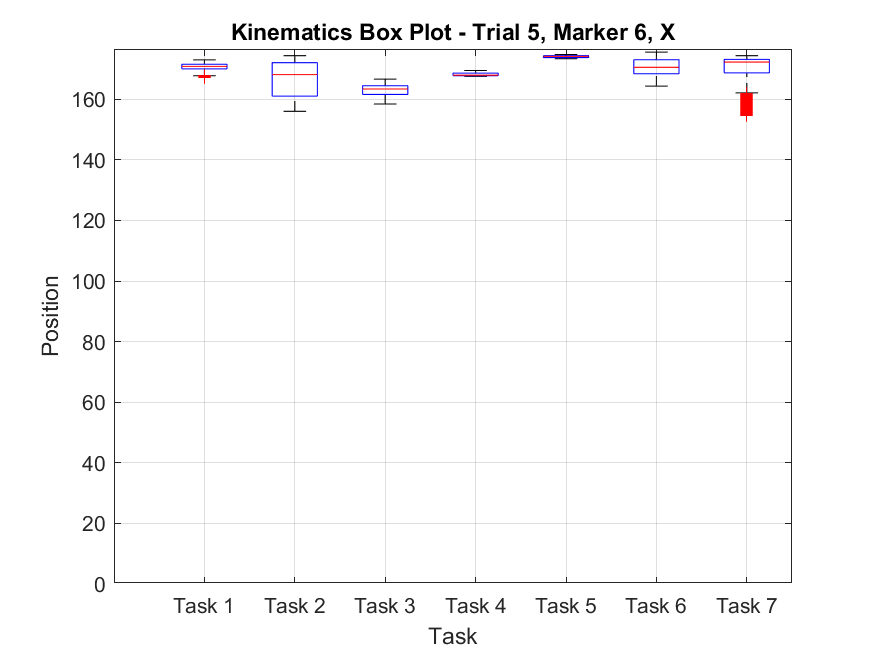 Kinematics Box Plot - Trial 5, Marker 6, X
160
140
120
100
80
60
40
20
0
Position
Task 1 Task 2 Task 3 Task 4 Task 5 Task 6 Task 7
Task